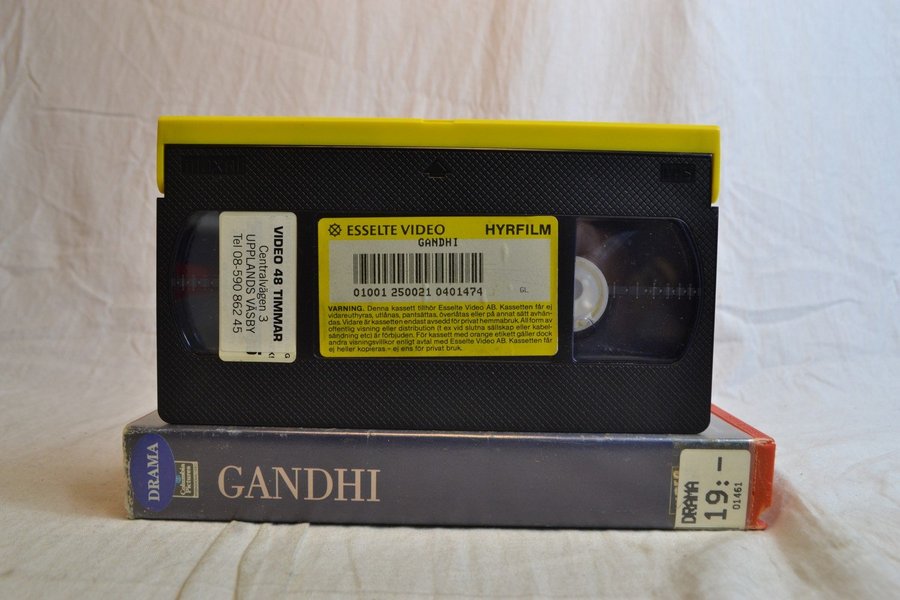 VHS
VIDEO 48 TIMMAR
Centralvägen 3
UPPLANDS VÄSBY
Tel 08-590 862 45
G
ESSELTE VIDEO HYRFILM
GANDHI
01001 250021 0401474 GL
VARNING. Denna kassett tillhör Esselte Video AB. Kassetten får ej
vidareuthyras, utlånas, pantsättas, överlåtas eller på annat sätt avhän-
das. Vidare är kassetten endast avsedd för privat hemmabruk. All form av
offentlig visning eller distribution (t ex vid slutna sällskap eller kabel-
sändning etc) är förbjuden. För kassett med orange etikett gäller dock
andra visningsvillkor enligt avtal med Esselte Video AB. Kassetten får
ej heller kopieras.– ej ens för privat bruk.
DRAMA
Columbia
Pictures
GANDHI
DRAMA
19:-
01461